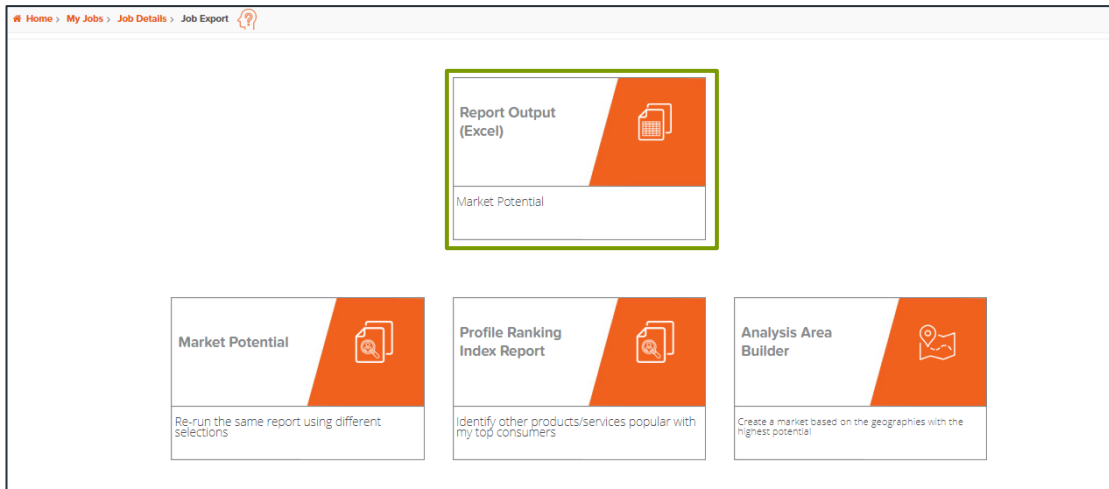 Home > My Jobs > Job Details > Job Export
Report Output
(Excel)
Market Potential
Market Potential
Re-run the same report using different
selections
Profile Ranking
Index Report
Identify other products/services popular with
my top consumers
Analysis Area
Builder
Create a market based on the geographies with the
highest potential